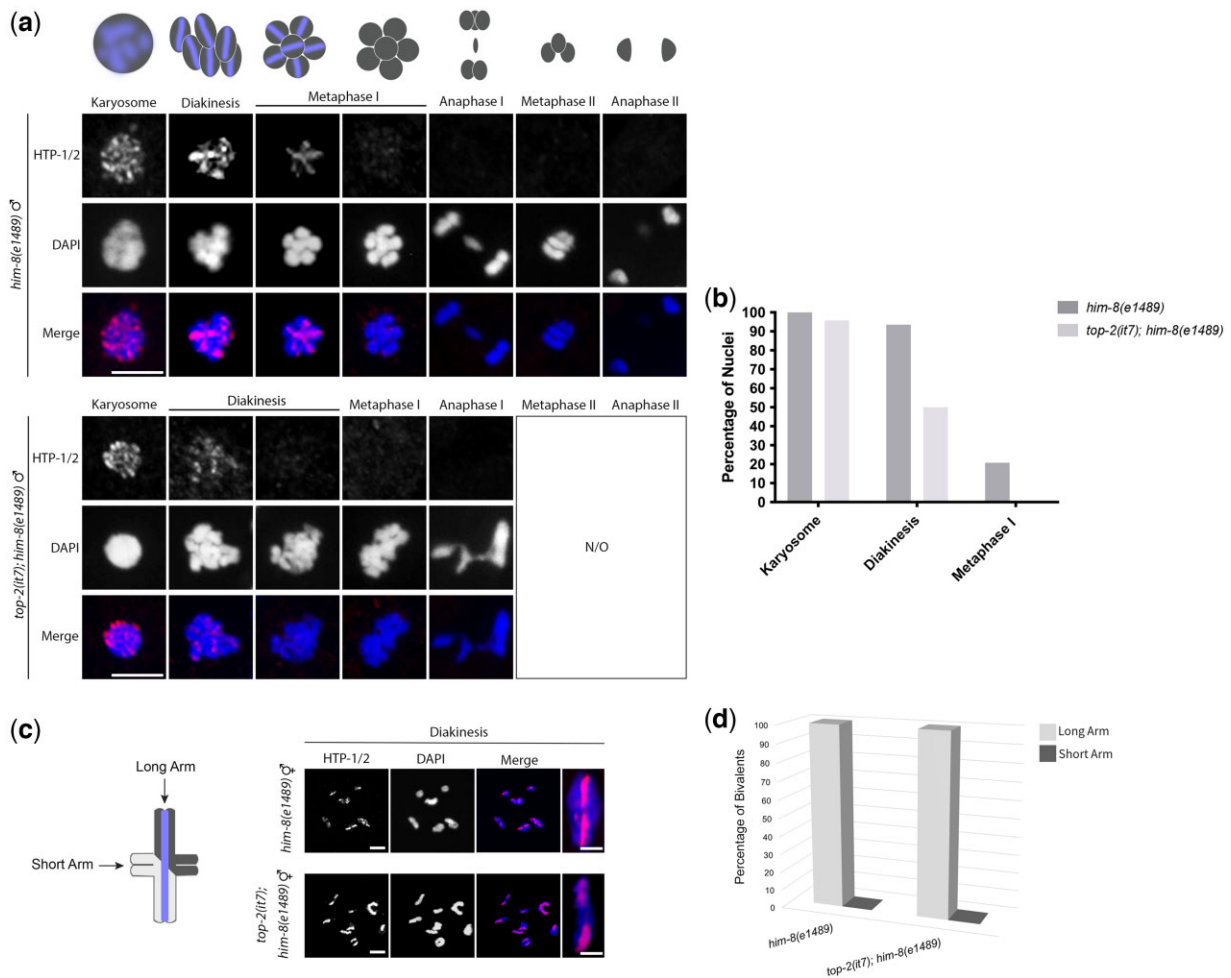 (a)
Karyosome Diakinesis Metaphase I Anaphase I Metaphase II Anaphase II
him-8(e1489) ♂
HTP-1/2
DAPI
Merge
Karyosome Diakinesis Metaphase I Anaphase I Metaphase II Anaphase II
top-2(it7); him-8(e1489) ♂
HTP-1/2
DAPI
Merge
N/O
(b)
him-8(e1489)
top-2(it7); him-8(e1489)
Percentage of Nuclei
100
90
80
70
60
50
40
30
20
10
0
Karyosome
Diakinesis
Metaphase I
(c)
Long Arm
Short Arm
Diakinesis
HTP-1/2 DAPI Merge
him-8(e1489) ⚥
top-2(it7);
him-8(e1489) ⚥
(d)
Long Arm
Short Arm
Percentage of Bivalents
100
90
80
70
60
50
40
30
20
10
0
him-8(e1489)
top-2(it7); him-8(e1489)